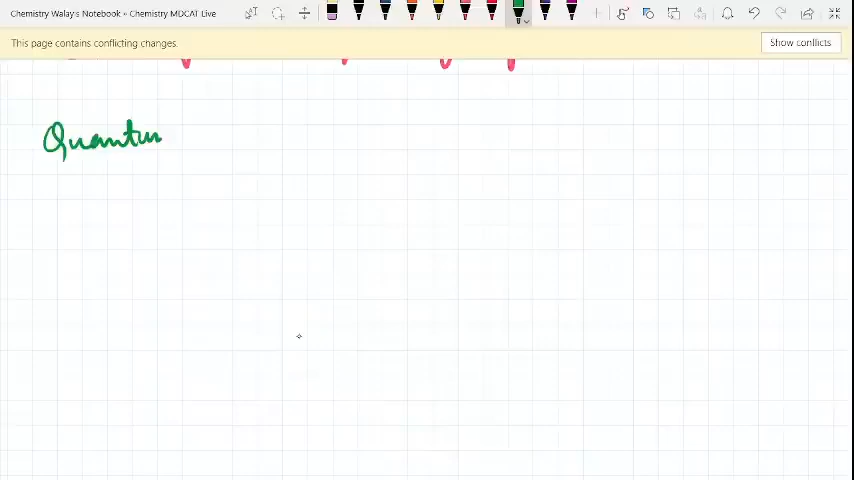 Chemistry Walay's Notebook » Chemistry MDCAT Live
This page contains conflicting changes.
Show conflicts
Quantum